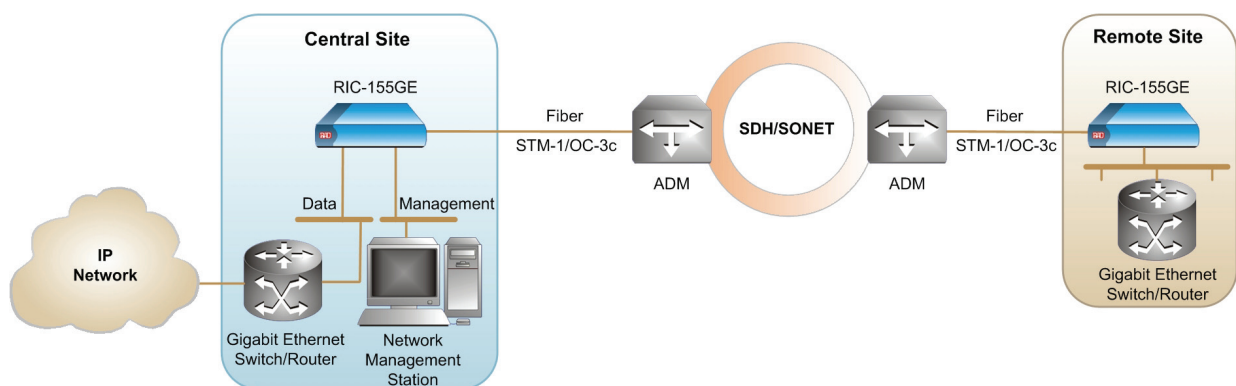 Central Site
RIC-155GE
Data
Management
IP
Network
Gigabit Ethernet
Switch/Router
Network
Management
Station
Fiber
STM-1/OC-3c
ADM
SDH/SONET
ADM
Fiber
STM-1/OC-3c
Remote Site
RIC-155GE
Gigabit Ethernet
Switch/Router